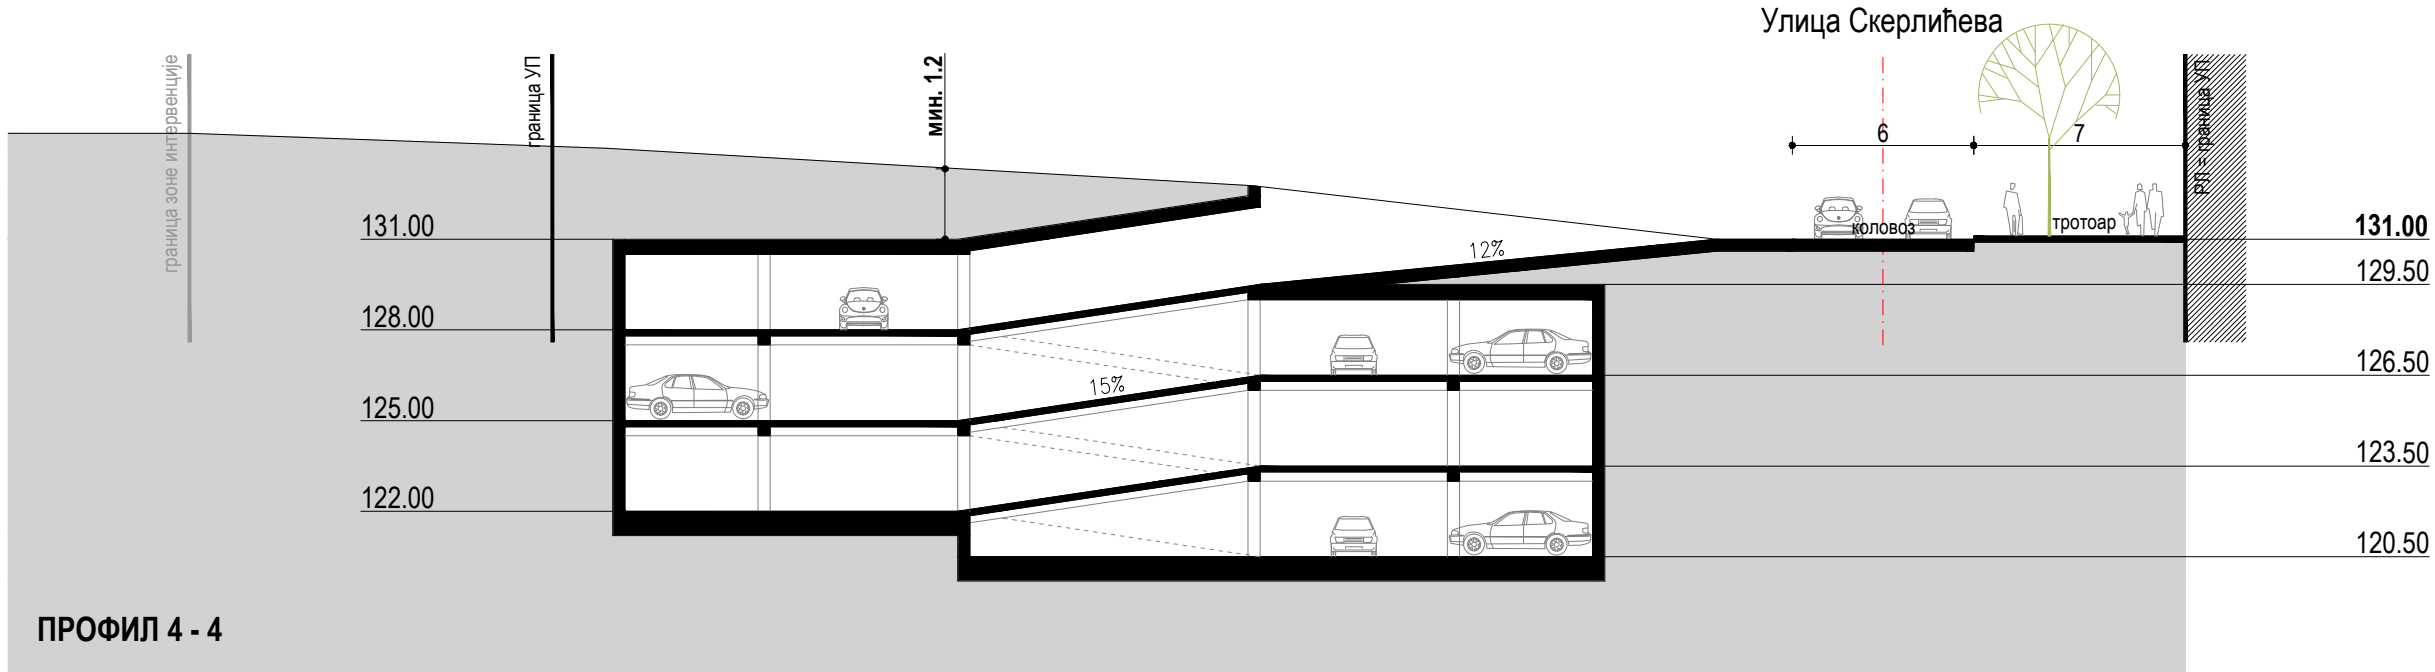 Улица Скерлићева
граница зоне интервенције
граница УП
мин. 1.2
6
7
РЛ = граница УП
коловоз
тротоар
131.00
128.00
125.00
122.00
12%
15%
131.00
129.50
126.50
123.50
120.50
ПРОФИЛ 4 - 4